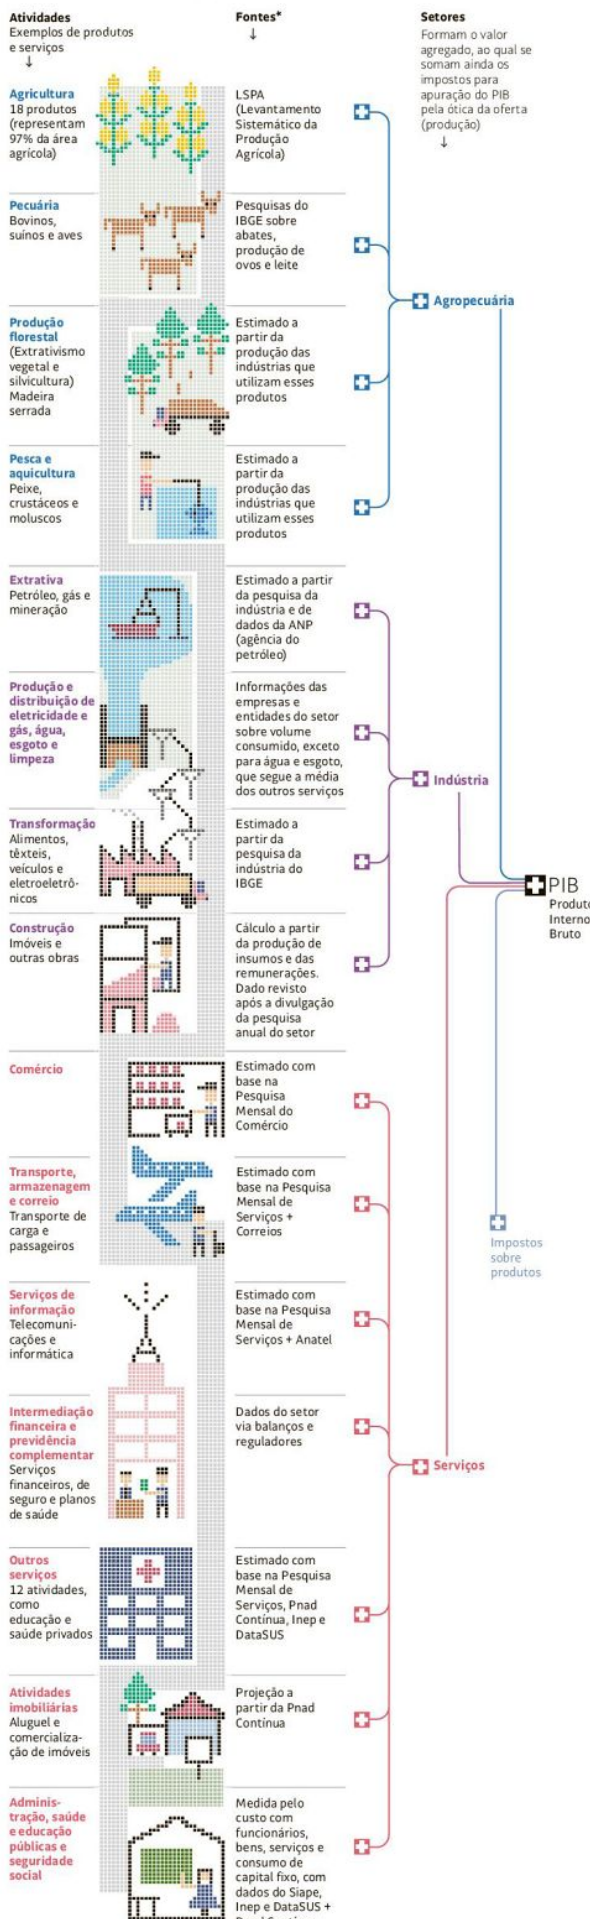 Atividades
Exemplos de produtos
e serviços
↓
Fontes*
↓
Setores
Formam o valor
agregado, ao qual se
somam ainda os
impostos para
apuração do PIB
pela ótica da oferta
(produção)
↓
Agricultura
18 produtos
(representam
97% da área
agrícola)
LSPA
(Levantamento
Sistemático da
Produção
Agrícola)
Pecuária
Bovinos,
suínos e aves
Pesquisas do
IBGE sobre
abates,
produção de
ovos e leite
Agropecuária
Produção
florestal
(Extrativismo
vegetal e
silvicultura)
Madeira
serrada
Estimado a
partir da
produção das
indústrias que
utilizam esses
produtos
Pesca e
aquicultura
Peixe,
crustáceos e
moluscos
Estimado a
partir da
produção das
indústrias que
utilizam esses
produtos
Extrativa
Petróleo, gás e
mineração
Estimado a partir
da pesquisa da
indústria e de
dados da ANP
(agência do
petróleo)
Produção e
distribuição de
eletricidade e
gás, água,
esgoto e
limpeza
Informações das
empresas e
entidades do setor
sobre volume
consumido, exceto
para água e esgoto,
que segue a média
dos outros serviços
Indústria
Transformação
Alimentos,
têxteis,
veículos e
eletroeletrô-
nicos
Estimado a
partir da
pesquisa da
indústria do
IBGE
PIB
Produto
Interno
Bruto
Construção
Imóveis e
outras obras
Cálculo a partir
da produção de
insumos e das
remunerações.
Dado revisto
após a divulgação
da pesquisa
anual do setor
Comércio
Estimado com
base na
Pesquisa
Mensal do
Comércio
Transporte,
armazenagem
e correio
Transporte de
carga e
passageiros
Estimado com
base na Pesquisa
Mensal de
Serviços +
Correios
Impostos
sobre
produtos
Serviços de
informação
Telecomuni-
cações e
informática
Estimado com
base na Pesquisa
Mensal de
Serviços + Anatel
Intermediação
financeira e
previdência
complementar
Serviços
financeiros, de
seguro e planos
de saúde
Dados do setor
via balanços e
reguladores
Serviços
Outros
serviços
12 atividades,
como
educação e
saúde privados
Estimado com
base na Pesquisa
Mensal de
Serviços, Pnad
Contínua, Inep e
DataSUS
Atividades
imobiliárias
Aluguel e
comercializa-
ção de imóveis
Projeção a
partir da Pnad
Contínua
Adminis-
tração, saúde
e educação
públicas e
seguridade
social
Medida pelo
custo com
funcionários,
bens, serviços e
consumo de
capital fixo, com
dados do Siape,
Inep e DataSUS +